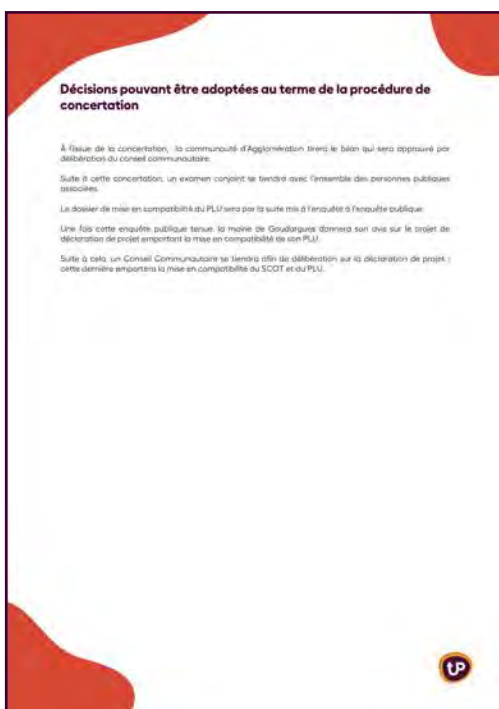 Décisions pouvant être adoptées au terme de la procédure de
concertation
À l'issue de la concertation, la communauté d'Agglomération tirera le bilan qui sera approuvé par
délibération du conseil communautaire.
Suite à cette concertation, un examen conjoint se tiendra avec l'ensemble des personnes publiques
associées.
Le dossier de mise en compatibilité du PLU sera par la suite mis à l'enquête à l'enquête publique.
Une fois cette enquête publique tenue, la mairie de Goudargues donnera son avis sur le projet de
déclaration de projet emportant la mise en compatibilité de son PLU.
Suite à cela, un Conseil Communautaire se tiendra afin de délibération sur la déclaration de projet ;
cette dernière emportera la mise en compatibilité du SCOT et du PLU.
tP